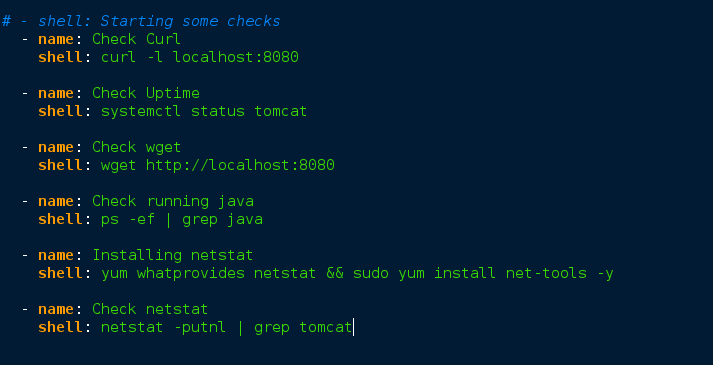 # - shell: Starting some checks
- name: Check Curl
shell: curl -l localhost:8080
- name: Check Uptime
shell: systemctl status tomcat
- name: Check wget
shell: wget http://localhost:8080
- name: Check running java
shell: ps -ef | grep java
- name: Installing netstat
shell: yum whatprovides netstat && sudo yum install net-tools -y
- name: Check netstat
shell: netstat -putnl | grep tomcat